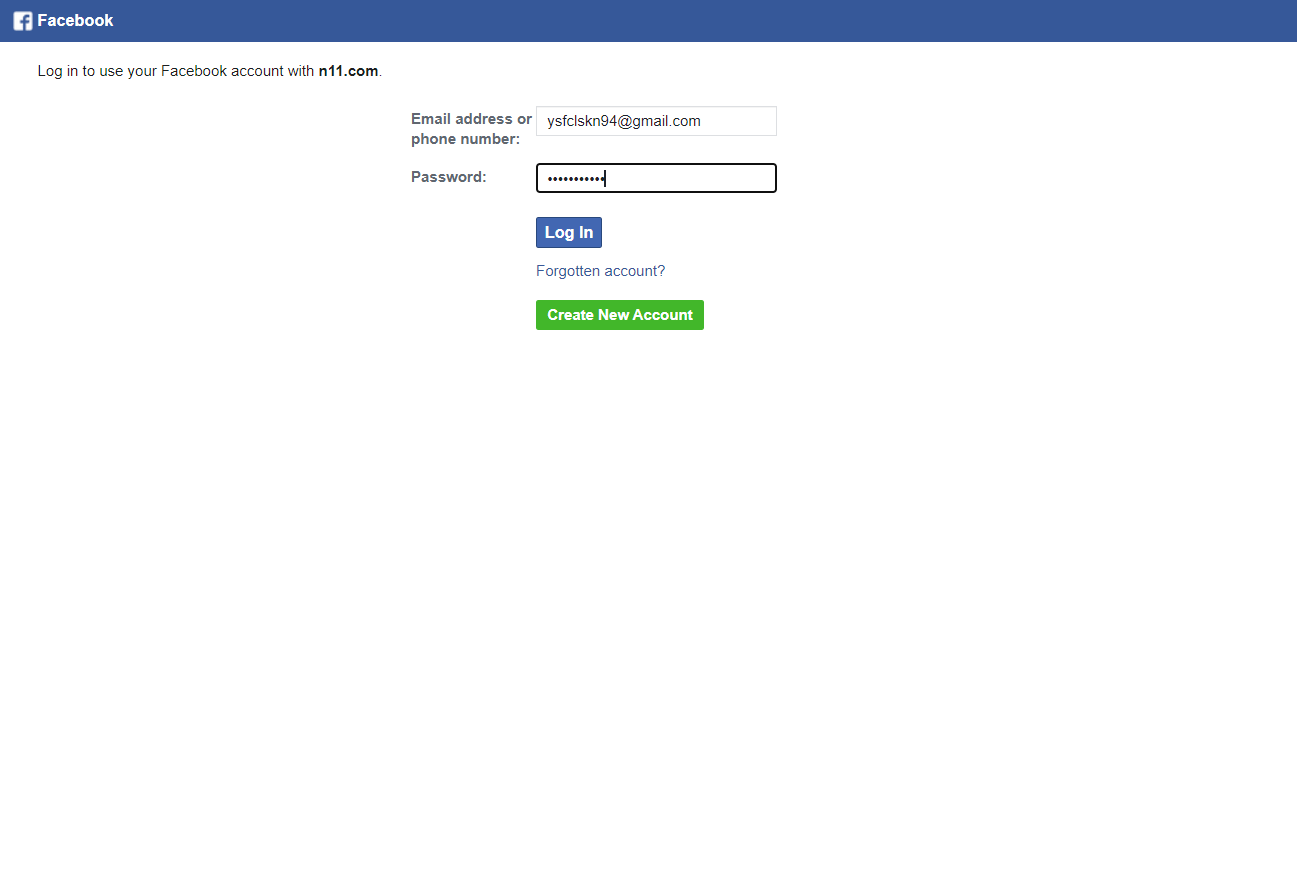 Facebook
Log in to use your Facebook account with n11.com.
Email address or
phone number:
ysfclskn94@gmail.com
Password:
•••••••••••
Log In
Forgotten account?
Create New Account